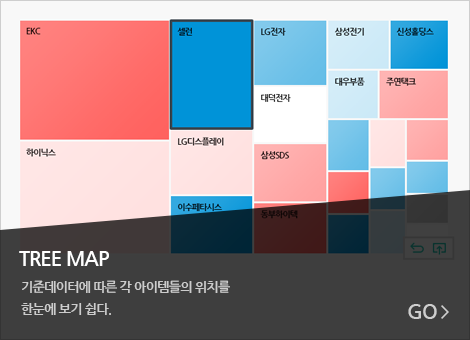 EKC
셀런
LG전자
삼성전기
신성홀딩스
대우부품
주연테크
대덕전자
하이닉스
LG디스플레이
삼성SDS
이수페타시스
동부하이텍
TREE MAP
기준데이터에 따른 각 아이템들의 위치를
한눈에 보기 쉽다.
GO